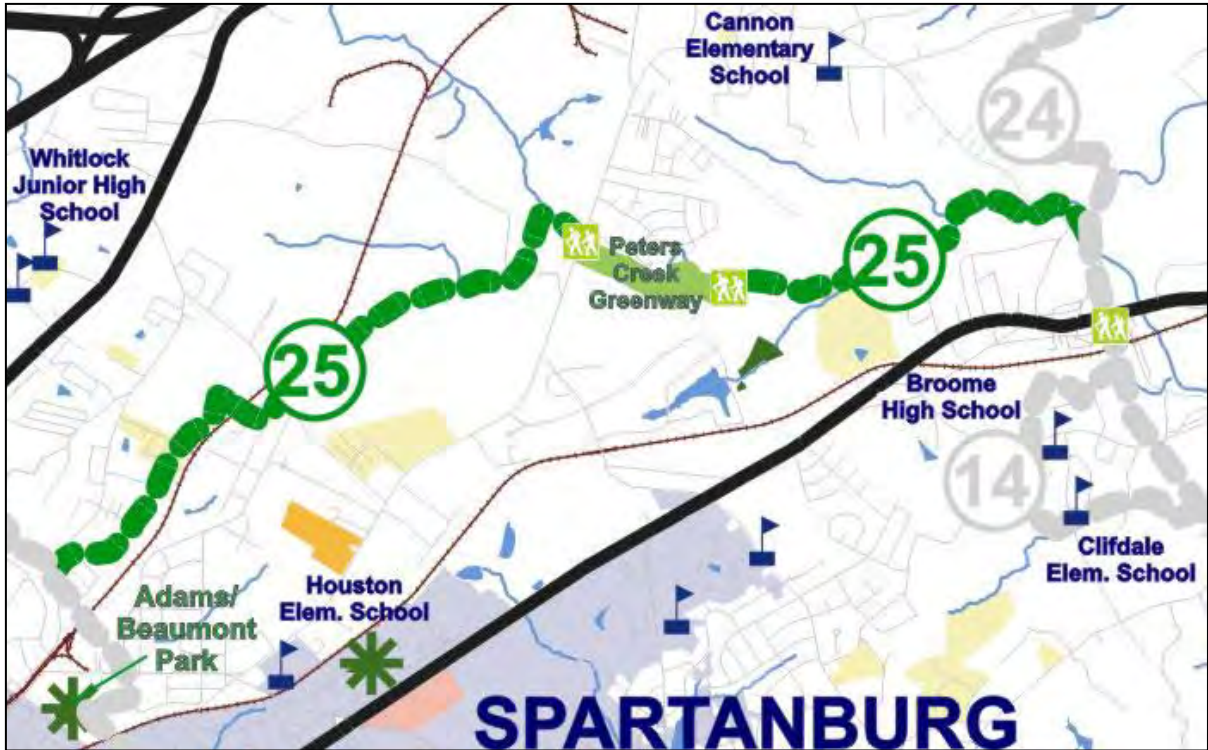 Cannon
Elementary
School
24
Whitlock
Junior High
School
Peters
Creek
Greenway
25
25
Broome
High School
14
Clifdale
Elem. School
Houston
Elem. School
Adams/
Beaumont
Park
SPARTANBURG